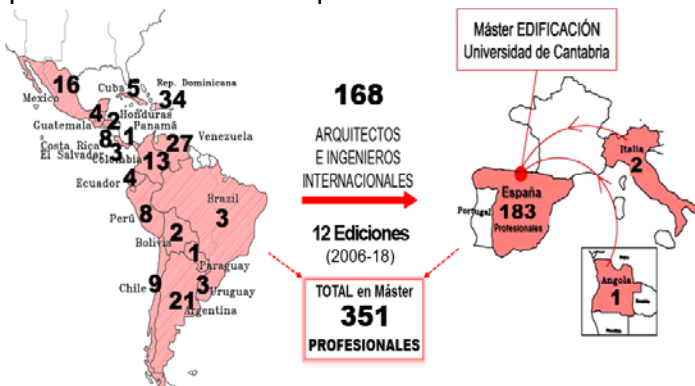 Máster EDIFICACIÓN
Universidad de Cantabria
Cuba
5
Rep. Dominicana
34
16
Mexico
4
Guatemala
2
Honduras
Panamá
1
8
Costa Rica
3
El Salvador
Colombia
13
27
Venezuela
4
Ecuador
Brazil
3
8
Perú
2
Bolivia
1
Paraguay
9
Chile
3
Uruguay
21
Argentina
168
ARQUITECTOS
E INGENIEROS
INTERNACIONALES
12 Ediciones
(2006-18)
TOTAL en Máster
351
PROFESIONALES
Italia
2
España
183
Profesionales
Portugal
Angola
1